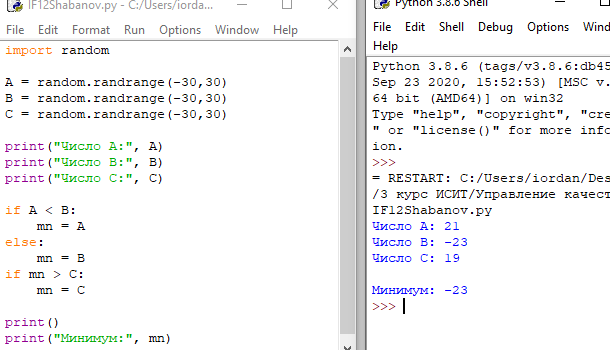 IF12Shabanov.py - C:/Users/iorda...
File Format Run Options Window Help
import random
A = random.randrange(-30,30)
B = random.randrange(-30,30)
C = random.randrange(-30,30)
print("Число A:", A)
print("Число B:", B)
print("Число C:", C)
if A < B:
mn = A
else:
mn = B
if mn > C:
mn = C
print()
print("Минимум:", mn)
Python 3.8.6 Shell
File Edit Shell Debug Options
Help
Python 3.8.6 (tags/v3.8.6:db45
Sep 23 2020, 15:52:53) [MSC v.
64 bit (AMD64)] on win32
Type "help", "copyright", "cre
" or "license()" for more info
ion.
>>>
= RESTART: C:/Users/iordan/Des
/3 курс ИСИТ/Управление качест
IF12Shabanov.py
Число A: 21
Число B: -23
Число C: 19
Минимум: -23
>>>